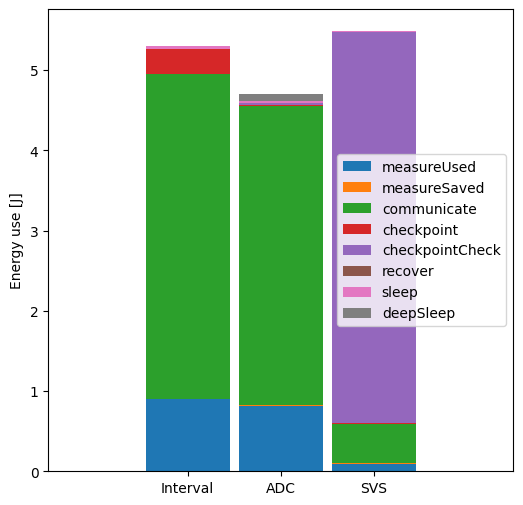 Energy use [J]
5
4
3
2
1
0
measureUsed
measureSaved
communicate
checkpoint
checkpointCheck
recover
sleep
deepSleep
Interval ADC SVS